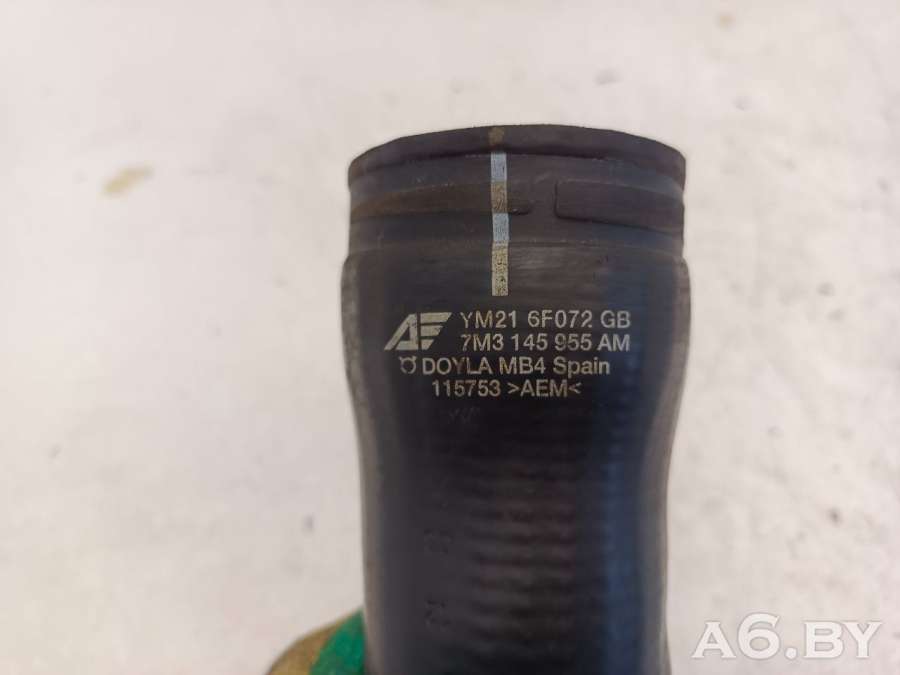 AF YM21 6F072 GB
7M3 145 955 AM
DOYLA MB4 Spain
115753 >AEM<
A6.BY